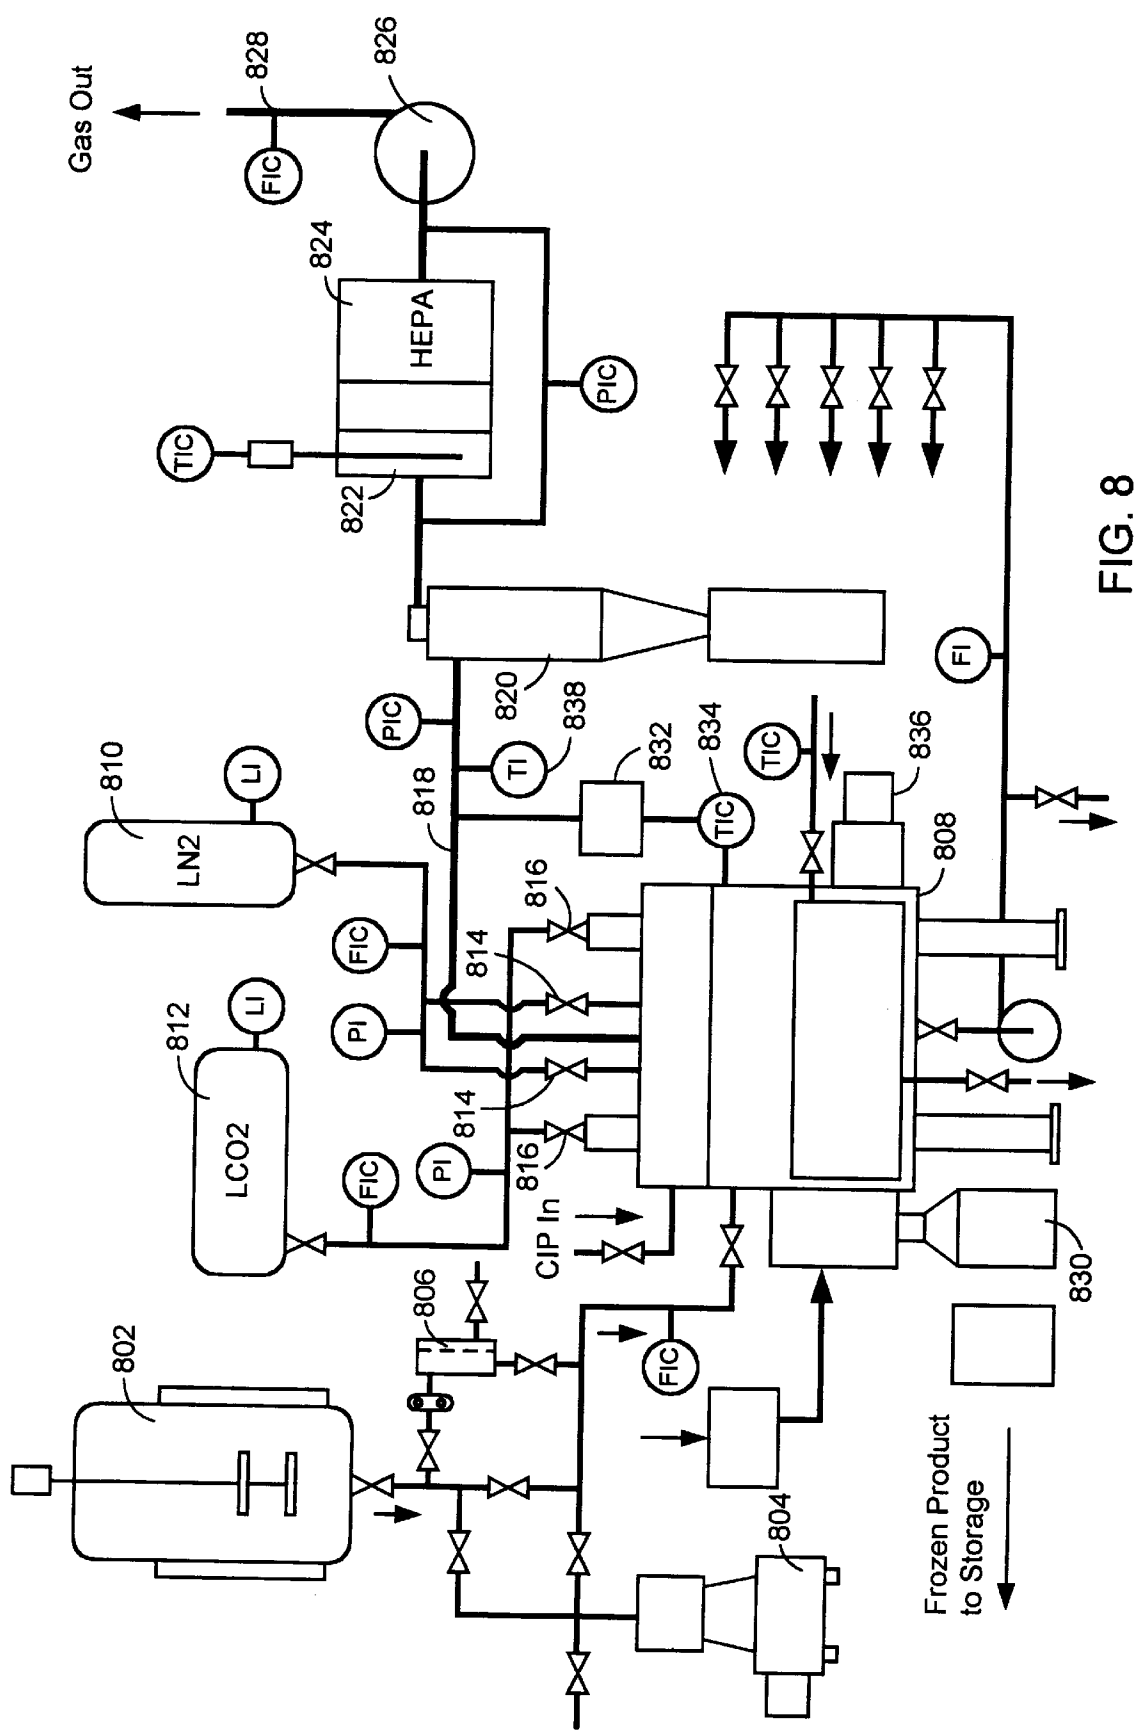 802
804
806
CIP In
FIC
Frozen Product
to Storage
830
812
LCO2
LI
FIC
PI
810
LN2
LI
FIC
PI
814
814
816
816
818
PIC
TI
838
820
832
TIC
834
TIC
836
808
FI
TIC
822
824
HEPA
PIC
826
FIC
828
Gas Out
FIG. 8